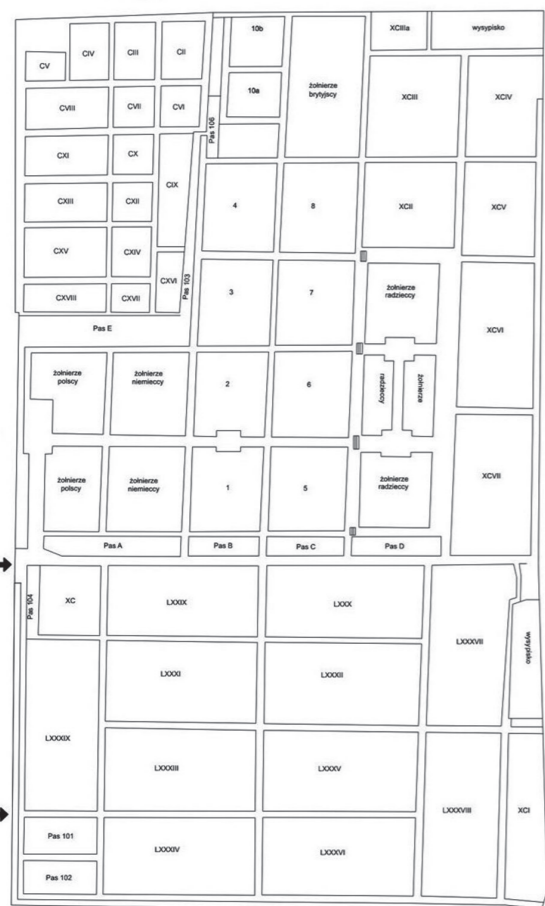 10b
XCIIIa
wysypisko
CV
CIV
CIII
CII
10a
żołnierze
brytyjscy
XCIII
XCIV
CVIII
CVII
CVI
Pas 106
CXI
CX
CIX
4
8
XCII
XCV
CXIII
CXII
CXV
CXIV
CXVI
Pas 103
3
7
żołnierze
radzieccy
XCVI
CXVIII
CXVII
Pas E
żołnierze
polscy
żołnierze
niemieccy
2
6
radzieccy
żołnierze
żołnierze
polscy
żołnierze
niemieccy
1
5
żołnierze
radzieccy
XCVII
Pas A
Pas B
Pas C
Pas D
Pas 104
XC
LXXIX
LXXX
LXXXVII
wysypisko
LXXXI
LXXXII
LXXXIX
LXXXIII
LXXXV
LXXXVIII
XCI
Pas 101
LXXXIV
LXXXVI
Pas 102